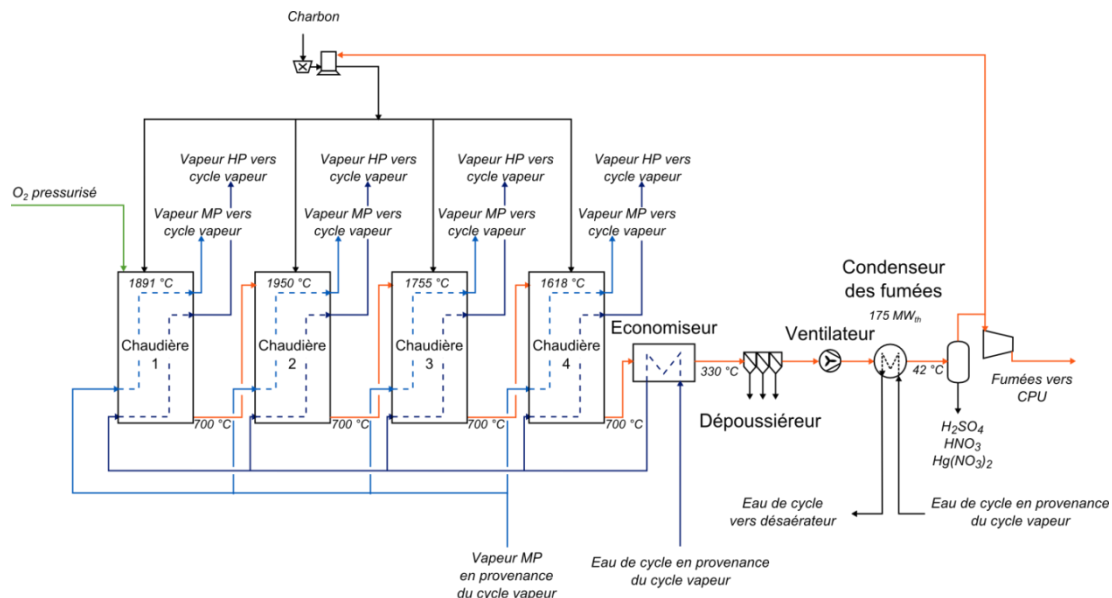 Charbon
Vapeur HP vers
cycle vapeur
Vapeur HP vers
cycle vapeur
Vapeur HP vers
cycle vapeur
Vapeur HP vers
cycle vapeur
O2 pressurisé
Vapeur MP vers
cycle vapeur
Vapeur MP vers
cycle vapeur
Vapeur MP vers
cycle vapeur
Vapeur MP vers
cycle vapeur
1891 °C
1950 °C
1755 °C
1618 °C
Chaudière
1
Chaudière
2
Chaudière
3
Chaudière
4
700 °C
700 °C
700 °C
700 °C
Economiseur
330 °C
Dépoussiéreur
Ventilateur
Condenseur
des fumées
175 MWth
42 °C
Fumées vers
CPU
H2SO4
HNO3
Hg(NO3)2
Eau de cycle
vers désaérateur
Eau de cycle en provenance
du cycle vapeur
Vapeur MP
en provenance
du cycle vapeur
Eau de cycle en provenance
du cycle vapeur